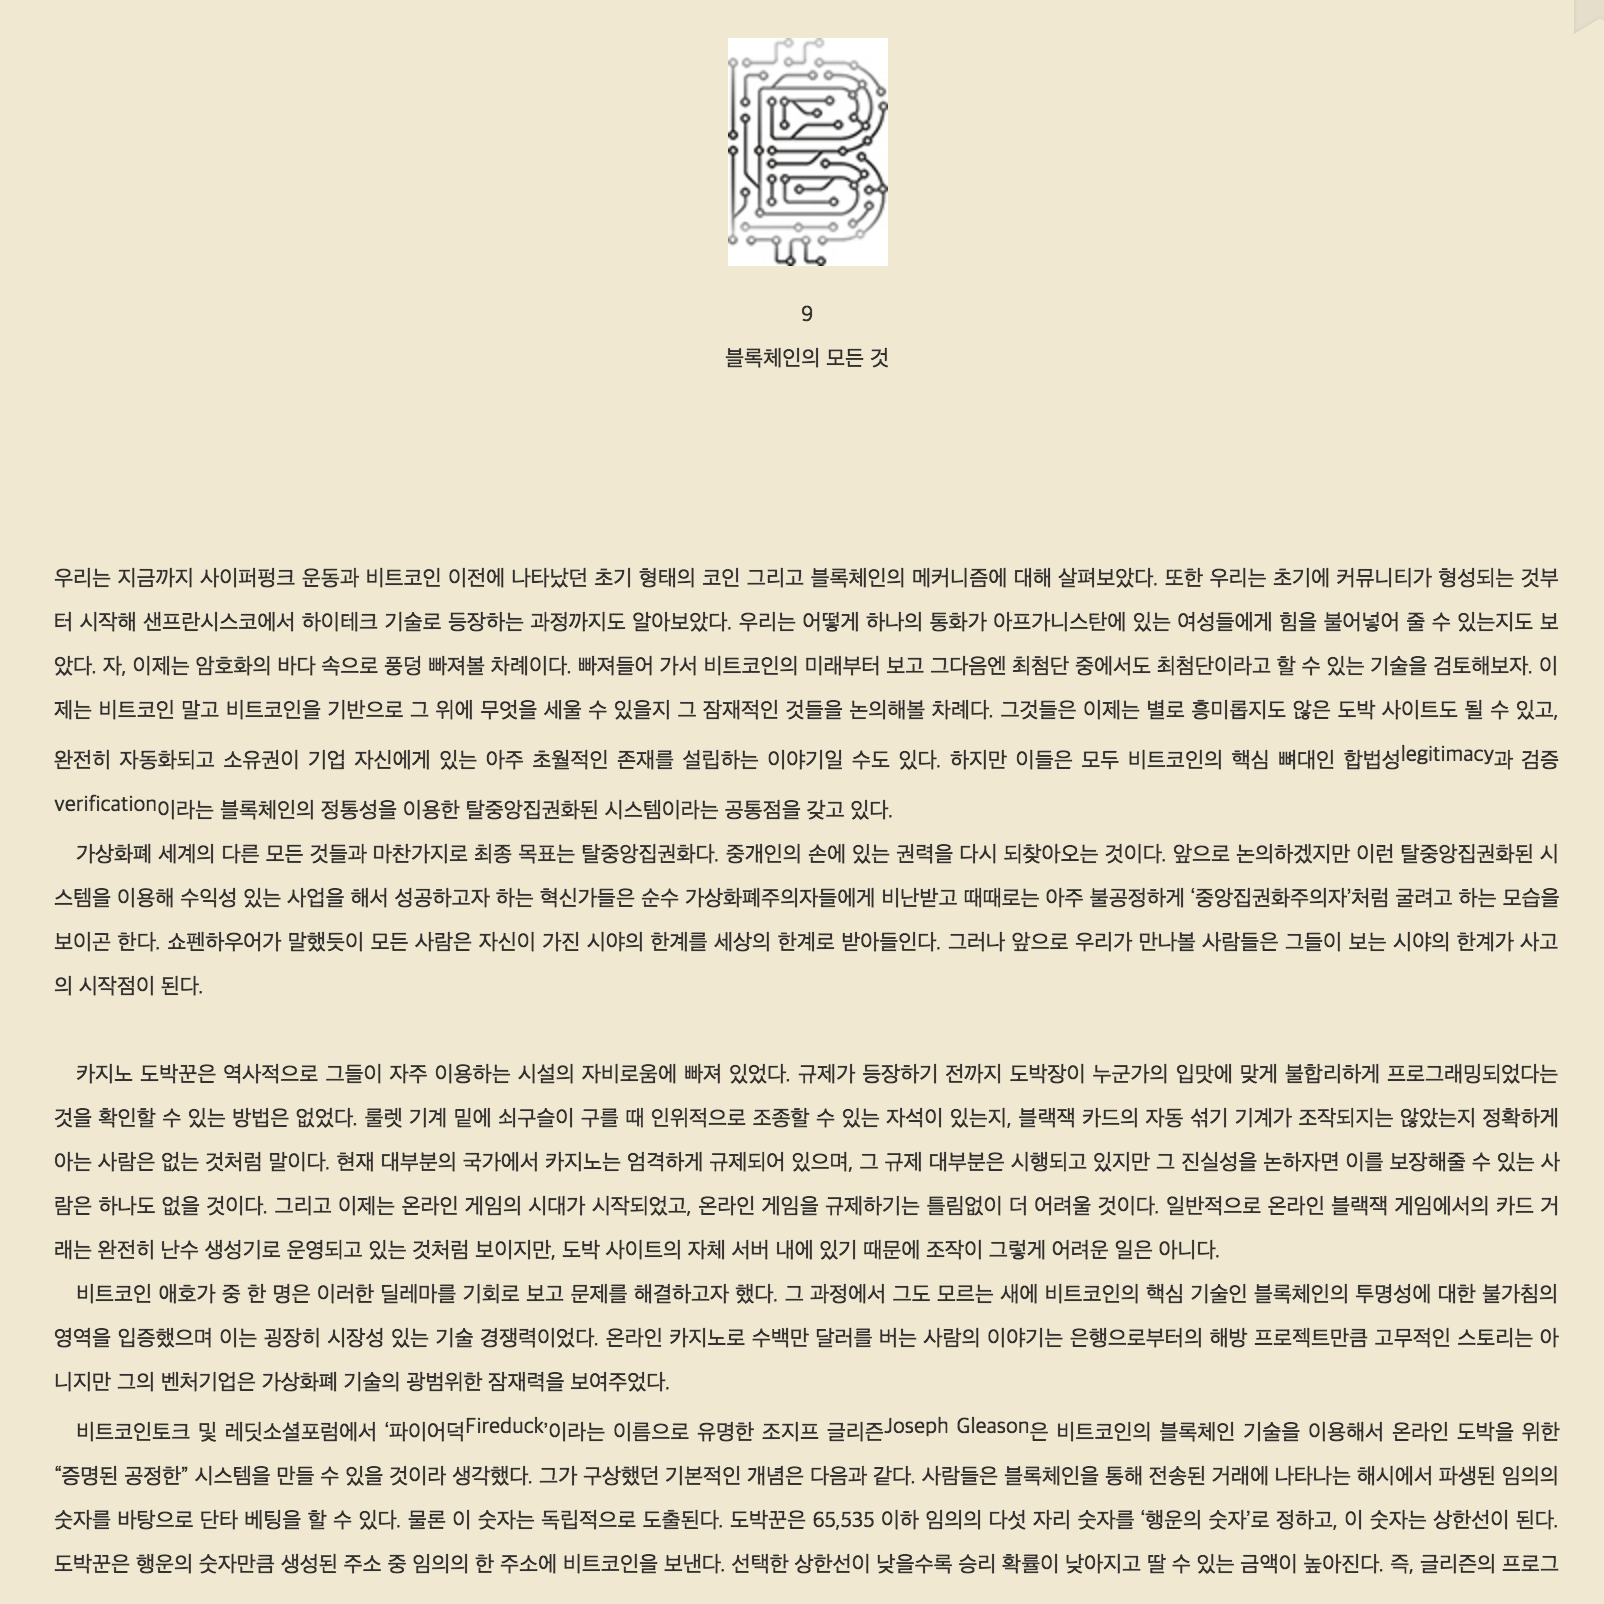 9
블록체인의 모든 것
우리는 지금까지 사이퍼펑크 운동과 비트코인 이전에 나타났던 초기 형태의 코인 그리고 블록체인의 메커니즘에 대해 살펴보았다. 또한 우리는 초기에 커뮤니티가 형성되는 것부
터 시작해 샌프란시스코에서 하이테크 기술로 등장하는 과정까지도 알아보았다. 우리는 어떻게 하나의 통화가 아프가니스탄에 있는 여성들에게 힘을 불어넣어 줄 수 있는지도 보
았다. 자, 이제는 암호화의 바다 속으로 풍덩 빠져볼 차례이다. 빠져들어 가서 비트코인의 미래부터 보고 그다음엔 최첨단 중에서도 최첨단이라고 할 수 있는 기술을 검토해보자. 이
제는 비트코인 말고 비트코인을 기반으로 그 위에 무엇을 세울 수 있을지 그 잠재적인 것들을 논의해볼 차례다. 그것들은 이제는 별로 흥미롭지도 않은 도박 사이트도 될 수 있고,
완전히 자동화되고 소유권이 기업 자신에게 있는 아주 초월적인 존재를 설립하는 이야기일 수도 있다. 하지만 이들은 모두 비트코인의 핵심 뼈대인 합법성legitimacy과 검증
verification이라는 블록체인의 정통성을 이용한 탈중앙집권화된 시스템이라는 공통점을 갖고 있다.
가상화폐 세계의 다른 모든 것들과 마찬가지로 최종 목표는 탈중앙집권화다. 중개인의 손에 있는 권력을 다시 되찾아오는 것이다. 앞으로 논의하겠지만 이런 탈중앙집권화된 시
스템을 이용해 수익성 있는 사업을 해서 성공하고자 하는 혁신가들은 순수 가상화폐주의자들에게 비난받고 때때로는 아주 불공정하게 ‘중앙집권화주의자’처럼 굴려고 하는 모습을
보이곤 한다. 쇼펜하우어가 말했듯이 모든 사람은 자신이 가진 시야의 한계를 세상의 한계로 받아들인다. 그러나 앞으로 우리가 만나볼 사람들은 그들이 보는 시야의 한계가 사고
의 시작점이 된다.
카지노 도박꾼은 역사적으로 그들이 자주 이용하는 시설의 자비로움에 빠져 있었다. 규제가 등장하기 전까지 도박장이 누군가의 입맛에 맞게 불합리하게 프로그래밍되었다는
것을 확인할 수 있는 방법은 없었다. 룰렛 기계 밑에 쇠구슬이 구를 때 인위적으로 조종할 수 있는 자석이 있는지, 블랙잭 카드의 자동 섞기 기계가 조작되지는 않았는지 정확하게
아는 사람은 없는 것처럼 말이다. 현재 대부분의 국가에서 카지노는 엄격하게 규제되어 있으며, 그 규제 대부분은 시행되고 있지만 그 진실성을 논하자면 이를 보장해줄 수 있는 사
람은 하나도 없을 것이다. 그리고 이제는 온라인 게임의 시대가 시작되었고, 온라인 게임을 규제하기는 틀림없이 더 어려울 것이다. 일반적으로 온라인 블랙잭 게임에서의 카드 거
래는 완전히 난수 생성기로 운영되고 있는 것처럼 보이지만, 도박 사이트의 자체 서버 내에 있기 때문에 조작이 그렇게 어려운 일은 아니다.
비트코인 애호가 중 한 명은 이러한 딜레마를 기회로 보고 문제를 해결하고자 했다. 그 과정에서 그도 모르는 새에 비트코인의 핵심 기술인 블록체인의 투명성에 대한 불가침의
영역을 입증했으며 이는 굉장히 시장성 있는 기술 경쟁력이었다. 온라인 카지노로 수백만 달러를 버는 사람의 이야기는 은행으로부터의 해방 프로젝트만큼 고무적인 스토리는 아
니지만 그의 벤처기업은 가상화폐 기술의 광범위한 잠재력을 보여주었다.
비트코인토크 및 레딧소셜포럼에서 ‘파이어덕Fireduck’이라는 이름으로 유명한 조지프 글리즌Joseph Gleason은 비트코인의 블록체인 기술을 이용해서 온라인 도박을 위한
“증명된 공정한” 시스템을 만들 수 있을 것이라 생각했다. 그가 구상했던 기본적인 개념은 다음과 같다. 사람들은 블록체인을 통해 전송된 거래에 나타나는 해시에서 파생된 임의의
숫자를 바탕으로 단타 베팅을 할 수 있다. 물론 이 숫자는 독립적으로 도출된다. 도박꾼은 65,535 이하 임의의 다섯 자리 숫자를 ‘행운의 숫자’로 정하고, 이 숫자는 상한선이 된다.
도박꾼은 행운의 숫자만큼 생성된 주소 중 임의의 한 주소에 비트코인을 보낸다. 선택한 상한선이 낮을수록 승리 확률이 낮아지고 딸 수 있는 금액이 높아진다. 즉, 글리즌의 프로그